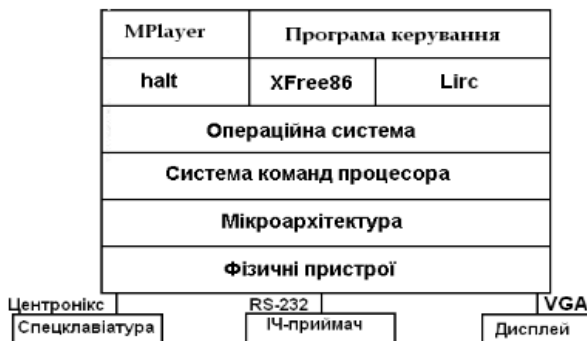 MPlayer Програма керування
halt XFree86 Lirc
Операційна система
Система команд процесора
Мікроархітектура
Фізичні пристрої
Центронікс RS-232 VGA
Спецклавіатура ІЧ-приймач Дисплей